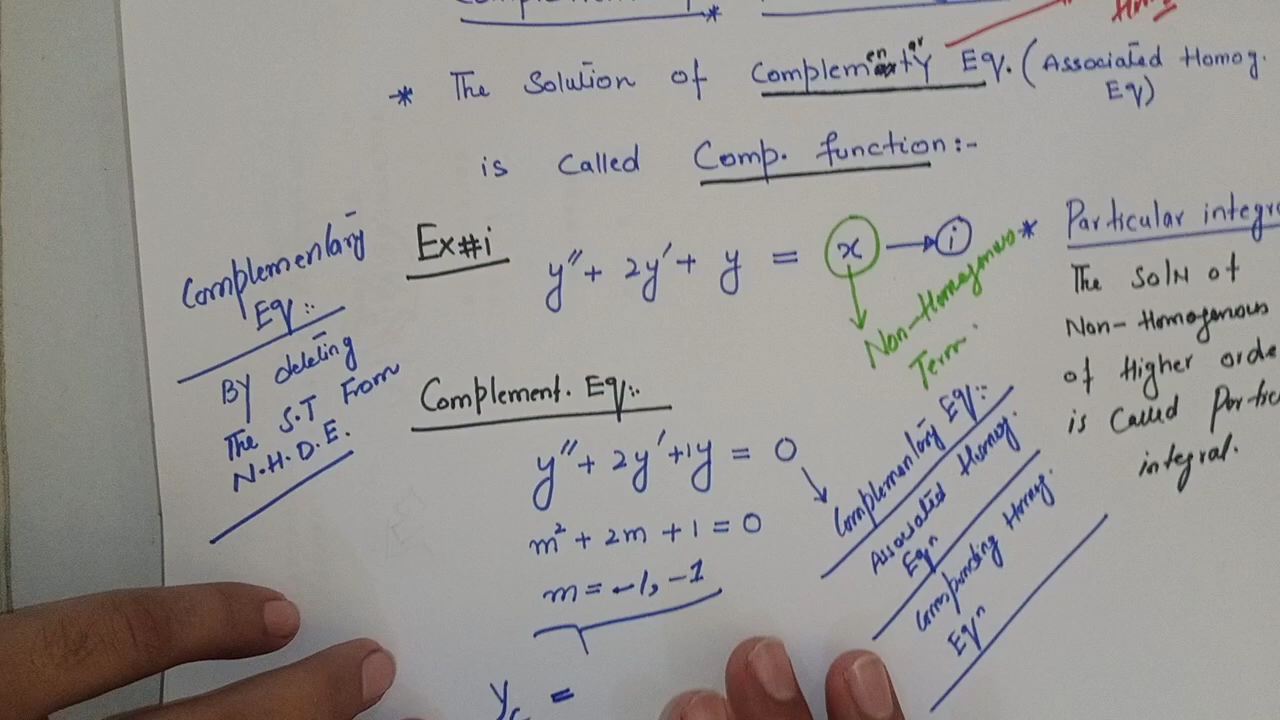 * The Solution of Complementary Eq. (Associated Homog. Eq)
is Called Comp. function:-
Complementary
Eq:.
By deleting
The S.T From
N.H.D.E.
Ex#i
y" + 2y' + y = x → i
Non-Homogenous
Term.
Complement. Eq:.
y" + 2y' + 1y = 0
m² + 2m + 1 = 0
m = -1, -1
y_c =
Complementary Eq:.
Associated Homog.
Eqn
Corresponding Homog.
Eqn
* Particular integr
The SolN of
Non-Homogenous
of Higher orde
is Called Partic
integral.